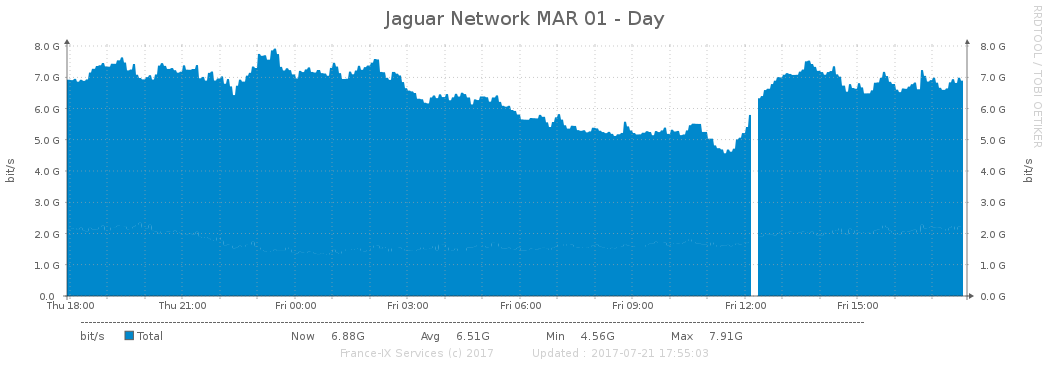 Jaguar Network MAR 01 - Day
RRDTOOL / TOBI OETIKER
bit/s
8.0 G
7.0 G
6.0 G
5.0 G
4.0 G
3.0 G
2.0 G
1.0 G
0.0
8.0 G
7.0 G
6.0 G
5.0 G
4.0 G
3.0 G
2.0 G
1.0 G
0.0 G
bit/s
Thu 18:00 Thu 21:00 Fri 00:00 Fri 03:00 Fri 06:00 Fri 09:00 Fri 12:00 Fri 15:00
bit/s Total Now 6.88G Avg 6.51G Min 4.56G Max 7.91G
France-IX Services (c) 2017 Updated : 2017-07-21 17:55:03